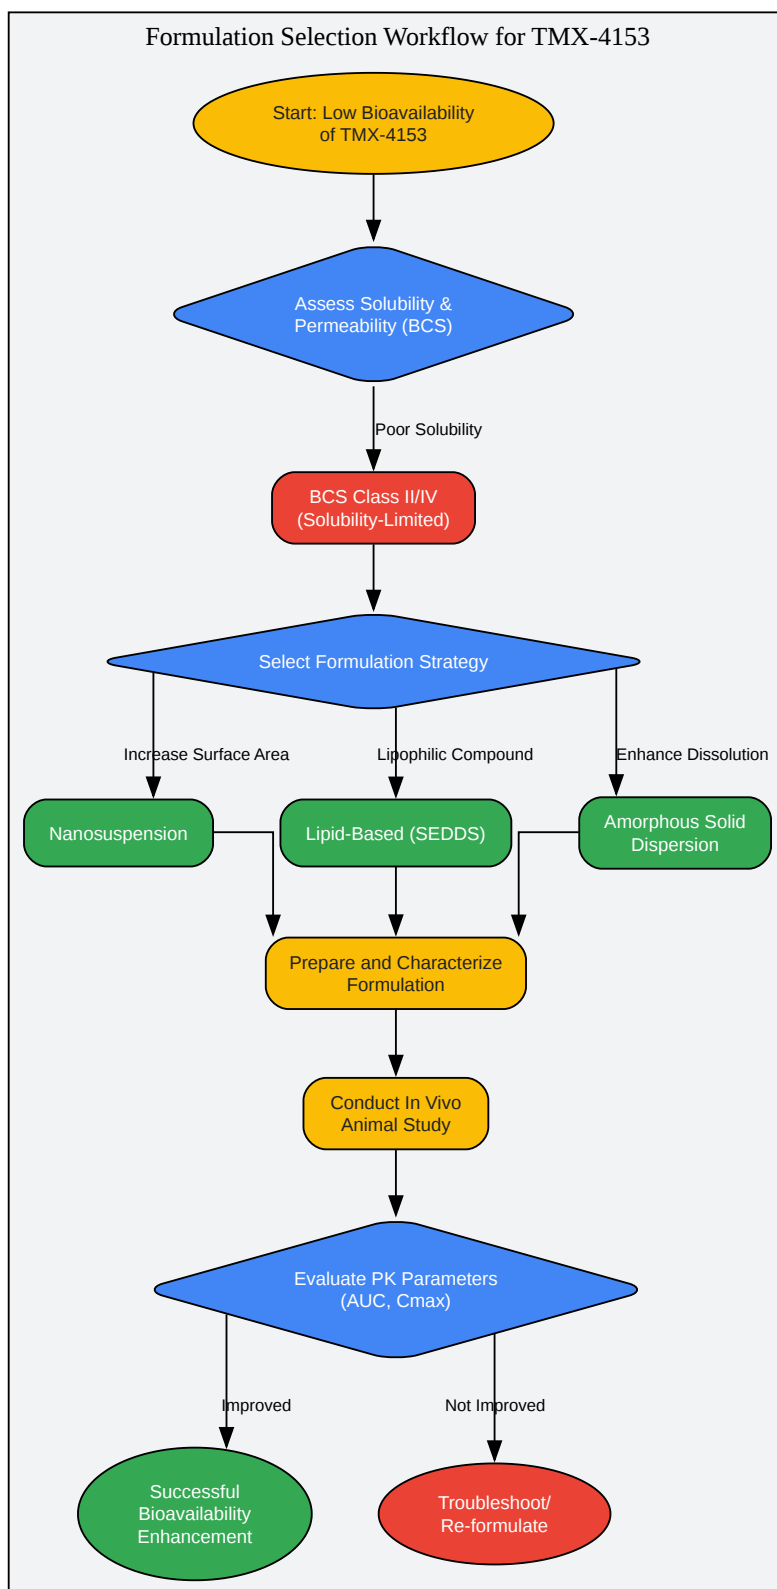 Formulation Selection Workflow for TMX-4153
Start: Low Bioavailability
of TMX-4153
Assess Solubility &
Permeability (BCS)
Poor Solubility
BCS Class II/IV
(Solubility-Limited)
Select Formulation Strategy
Increase Surface Area
Lipophilic Compound
Enhance Dissolution
Nanosuspension
Lipid-Based (SEDDS)
Amorphous Solid
Dispersion
Prepare and Characterize
Formulation
Conduct In Vivo
Animal Study
Evaluate PK Parameters
(AUC, Cmax)
Improved
Not Improved
Successful
Bioavailability
Enhancement
Troubleshoot/
Re-formulate